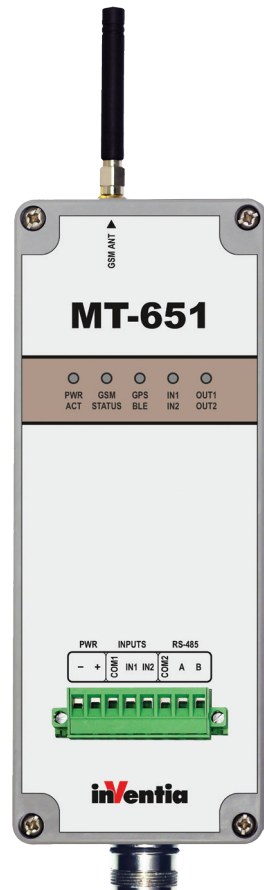 GSM ANT ▲
MT-651
PWR GSM GPS IN1 OUT1
ACT STATUS BLE IN2 OUT2
PWR INPUTS RS-485
− + COM1 IN1 IN2 COM2 A B
inVentia